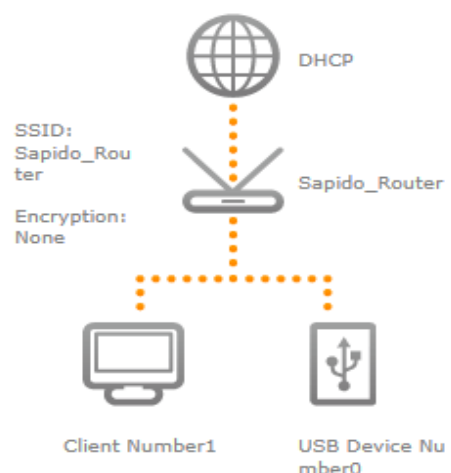 DHCP
SSID:
Sapido_Rou
ter
Encryption:
None
Sapido_Router
Client Number1
USB Device Nu
mber0